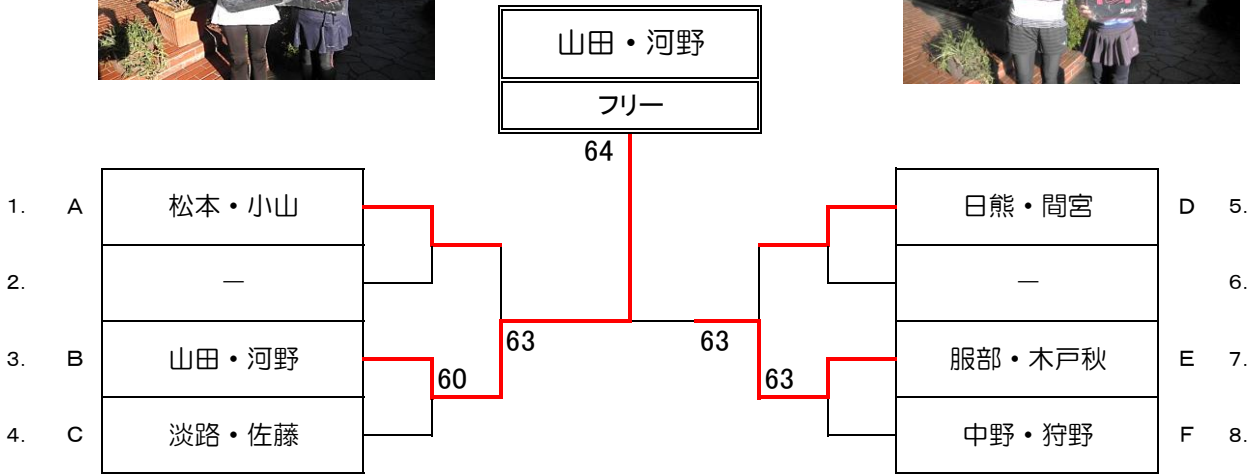 山田・河野
フリー
64
1. A 松本・小山
2. —
3. B 山田・河野
4. C 淡路・佐藤
60
63
63
63
日熊・間宮 D 5.
— 6.
服部・木戸秋 E 7.
中野・狩野 F 8.